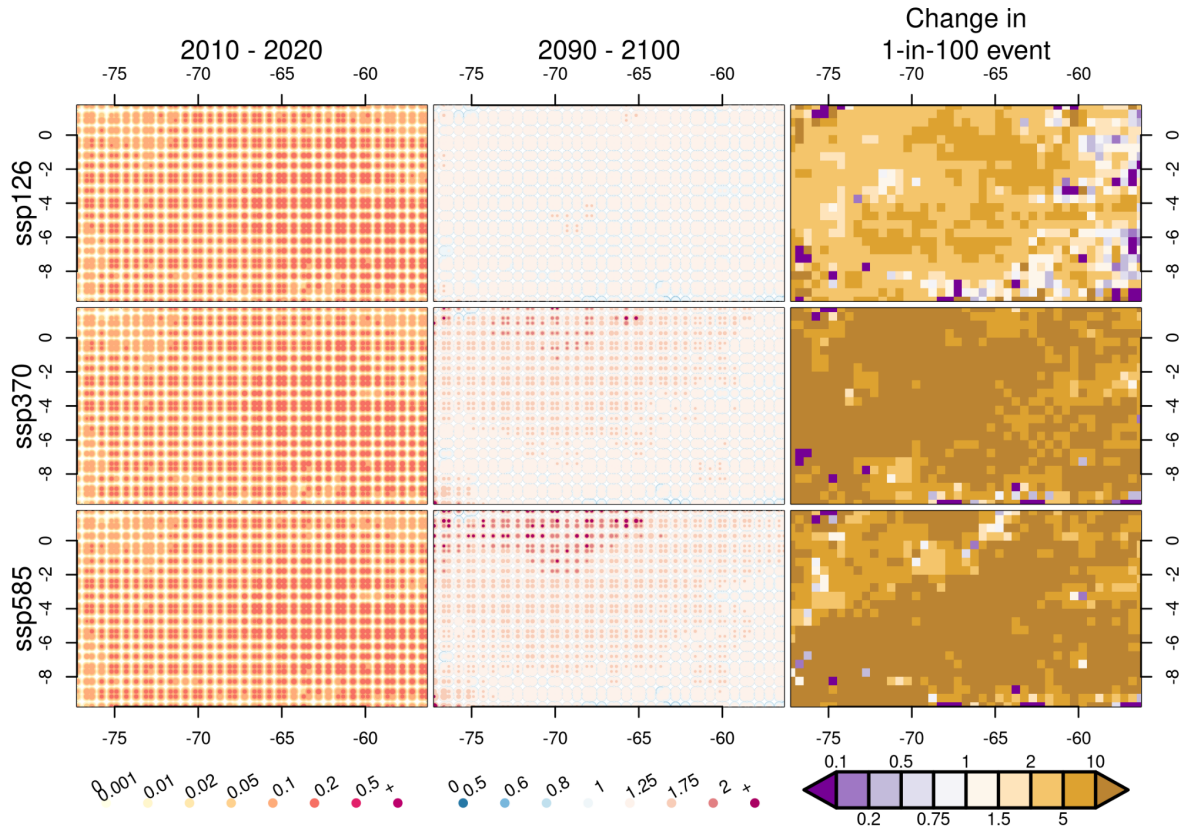 Change in
2010 - 2020 2090 - 2100 1-in-100 event
-75 -70 -65 -60 -75 -70 -65 -60 -75 -70 -65 -60
ssp126
0 -2 -4 -6 -8
0 -2 -4 -6 -8
ssp370
0 -2 -4 -6 -8
0 -2 -4 -6 -8
ssp585
0 -2 -4 -6 -8
0 -2 -4 -6 -8
-75 -70 -65 -60 -75 -70 -65 -60 -75 -70 -65 -60
0 0.001 0.01 0.02 0.05 0.1 0.2 0.5 +
0 0.5 0.6 0.8 1 1.25 1.75 2 +
0.1 0.5 1 2 10
0.2 0.75 1.5 5